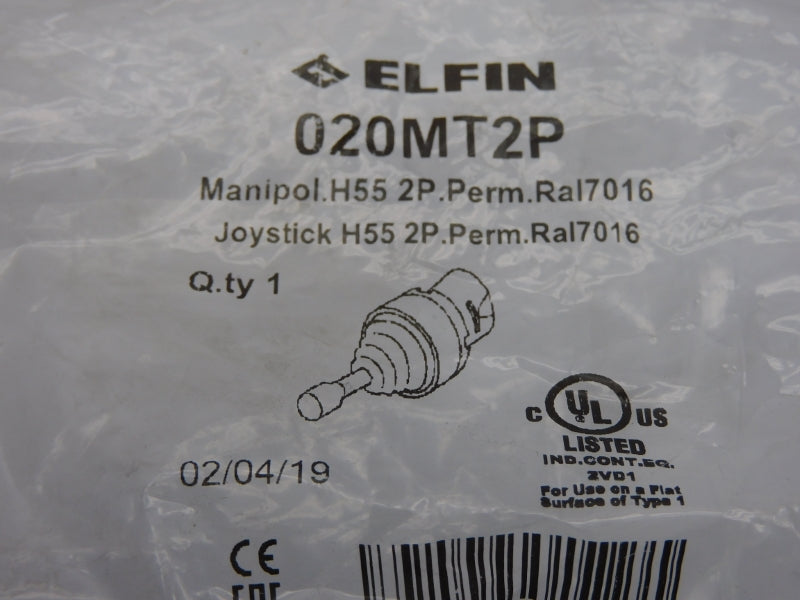 ELFIN
020MT2P
Manipol.H55 2P.Perm.Ral7016
Joystick H55 2P.Perm.Ral7016
Q.ty 1
C UL US
LISTED
IND.CONT.EQ.
2VD1
For Use on a Flat
Surface of Type 1
02/04/19
CE
EAC